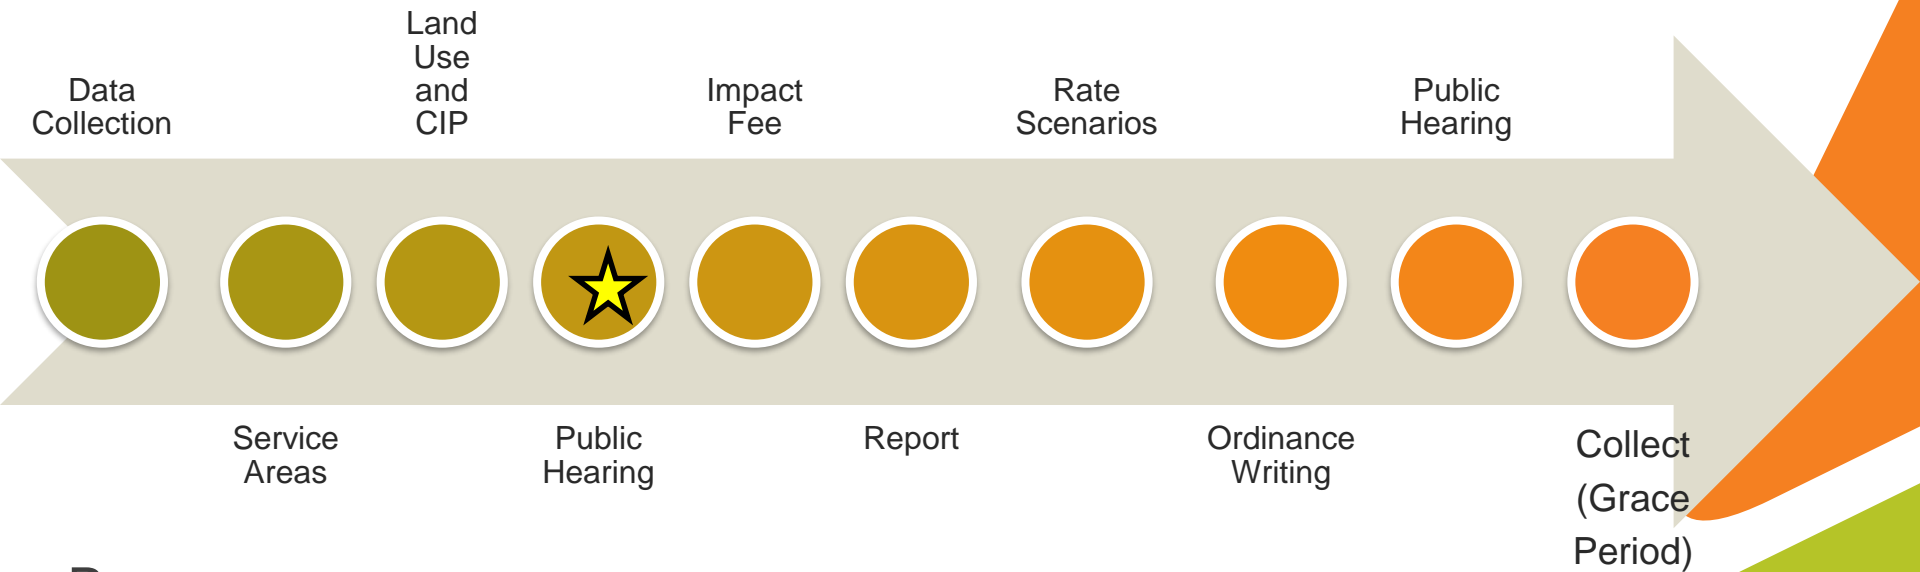 Land
Use
and
CIP
Data
Collection
Impact
Fee
Rate
Scenarios
Public
Hearing
Service
Areas
Public
Hearing
Report
Ordinance
Writing
Collect
(Grace
Period)